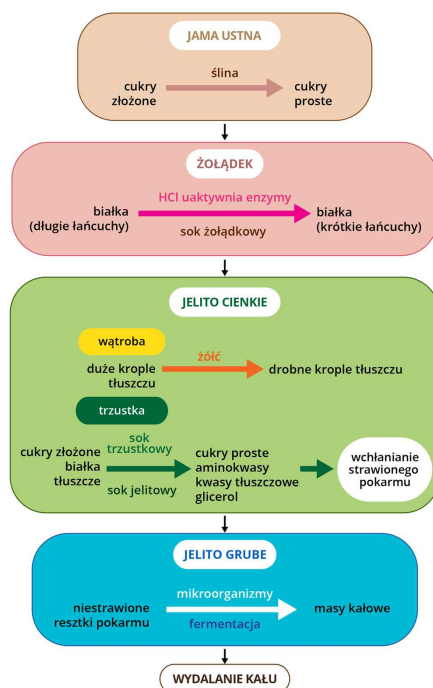 JAMA USTNA
ślina
cukry
złożone
cukry
proste
ŻOŁĄDEK
HCl uaktywnia enzymy
białka
(długie łańcuchy)
białka
(krótkie łańcuchy)
sok żołądkowy
JELITO CIENKIE
wątroba
żółć
duże krople
tłuszczu
drobne krople tłuszczu
trzustka
sok
trzustkowy
cukry złożone
białka
tłuszcze
sok jelitowy
cukry proste
aminokwasy
kwasy tłuszczowe
glicerol
wchłanianie
strawionego
pokarmu
JELITO GRUBE
mikroorganizmy
niestrawione
resztki pokarmu
masy kałowe
fermentacja
WYDALANIE KAŁU